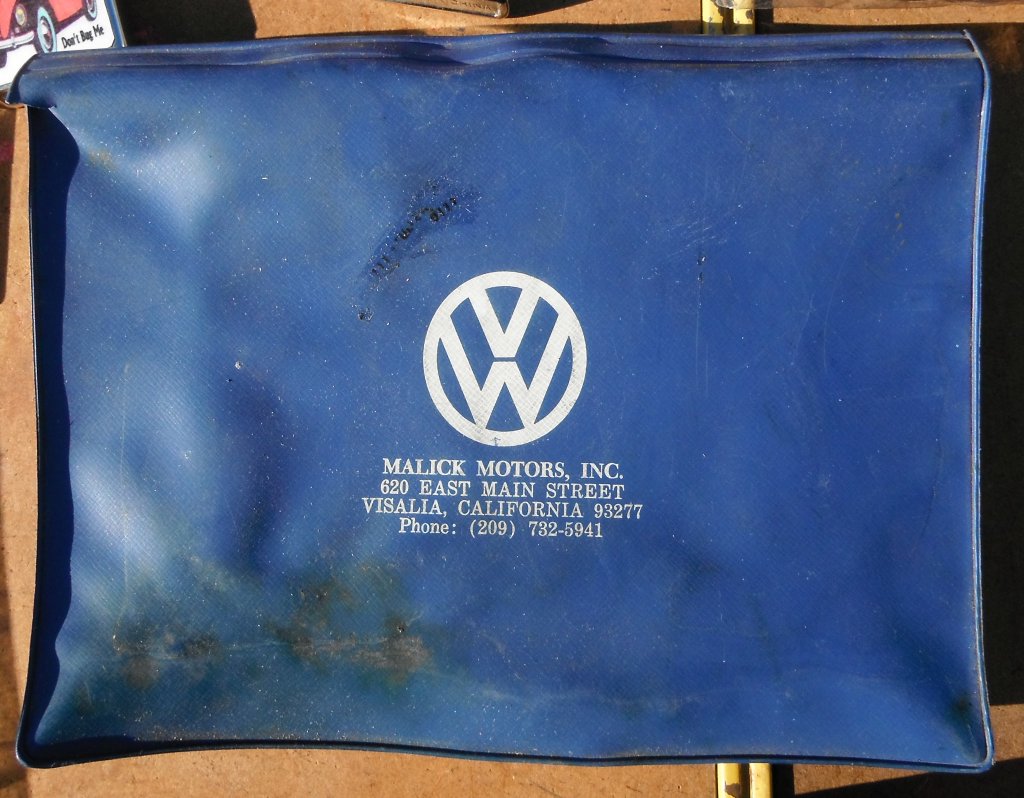 Don't Bug Me
VW
MALICK MOTORS, INC.
620 EAST MAIN STREET
VISALIA, CALIFORNIA 93277
Phone: (209) 732-5941